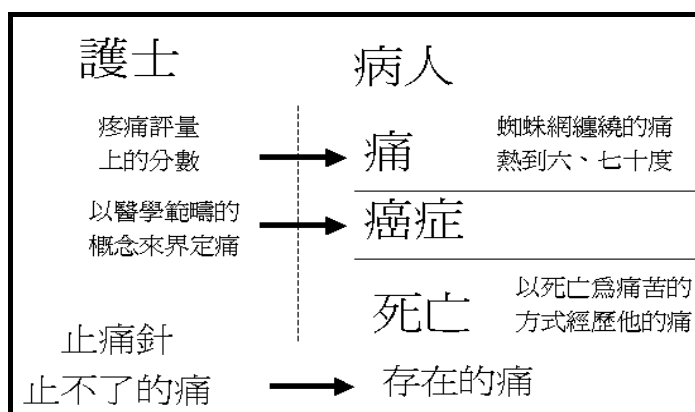 護士
病人
疼痛評量
上的分數
痛
蜘蛛網纏繞的痛
熱到六、七十度
以醫學範疇的
概念來界定痛
癌症
死亡
以死亡為痛苦的
方式經歷他的痛
止痛針
止不了的痛
存在的痛